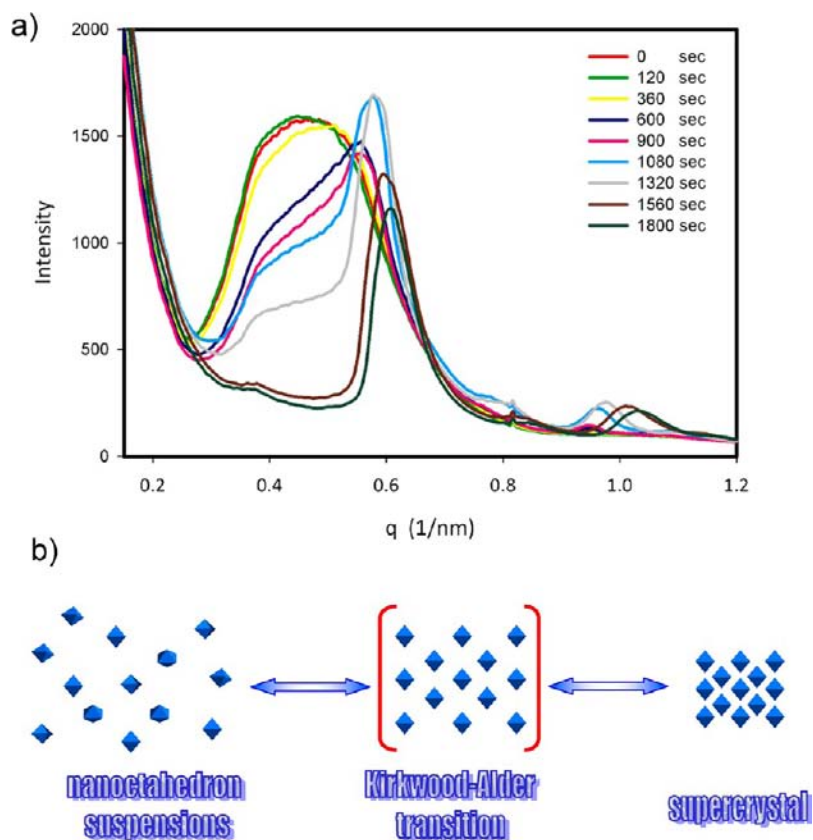 a)
2000
1500
1000
500
0
Intensity
0 sec
120 sec
360 sec
600 sec
900 sec
1080 sec
1320 sec
1560 sec
1800 sec
0.2 0.4 0.6 0.8 1.0 1.2
q (1/nm)
b)
nanoctahedron
suspensions
Kirkwood-Alder
transition
supercrystal